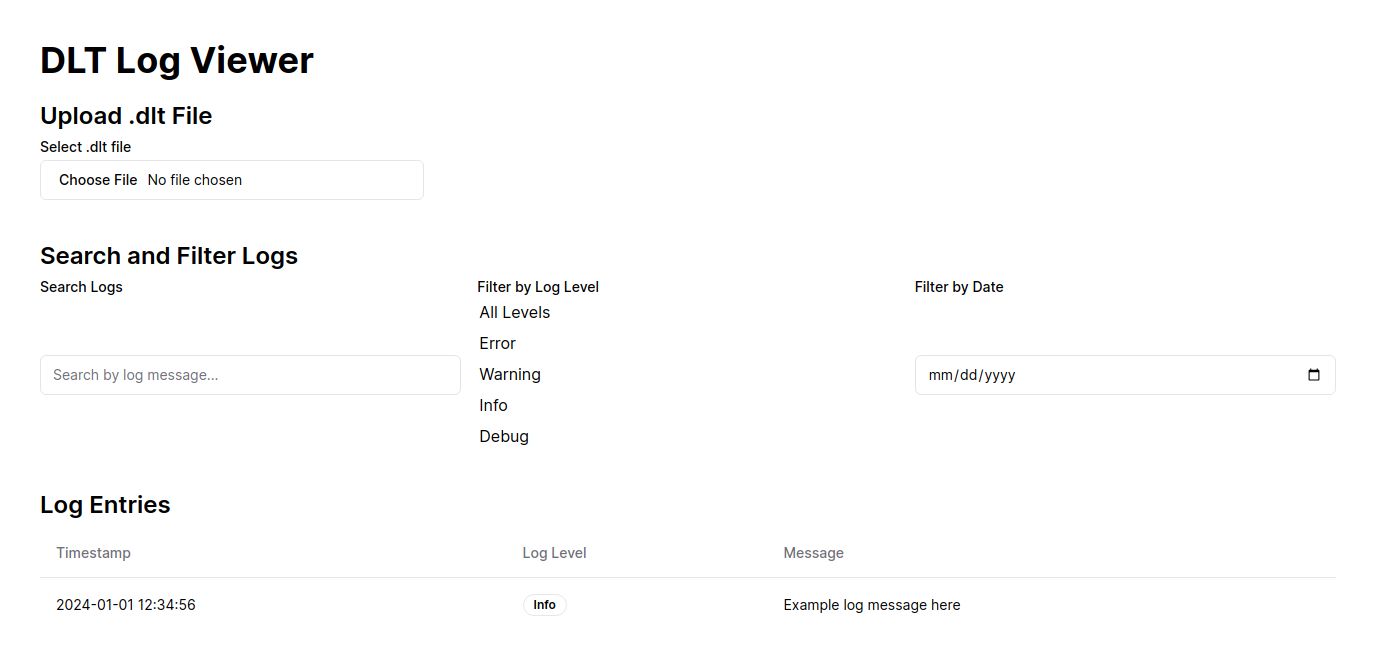 DLT Log Viewer
Upload .dlt File
Select .dlt file
Choose File No file chosen
Search and Filter Logs
Search Logs
Search by log message...
Filter by Log Level
All Levels
Error
Warning
Info
Debug
Filter by Date
mm/dd/yyyy
Log Entries
Timestamp Log Level Message
2024-01-01 12:34:56 Info Example log message here